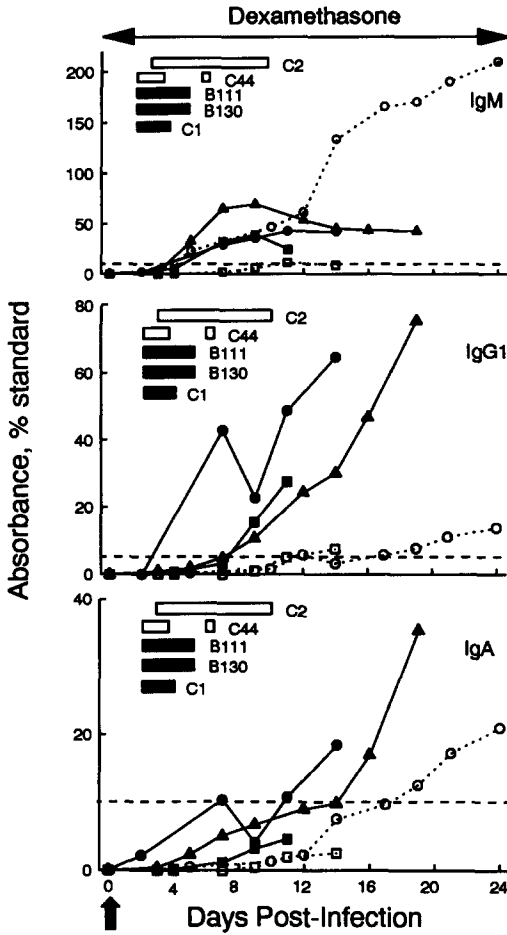 Dexamethasone
C2
C44
B111
B130
C1
IgM
200
150
100
50
0
C2
C44
B111
B130
C1
IgG1
80
60
40
20
0
C2
C44
B111
B130
C1
IgA
40
20
0
0 4 8 12 16 20 24
Absorbance, % standard
Days Post-Infection